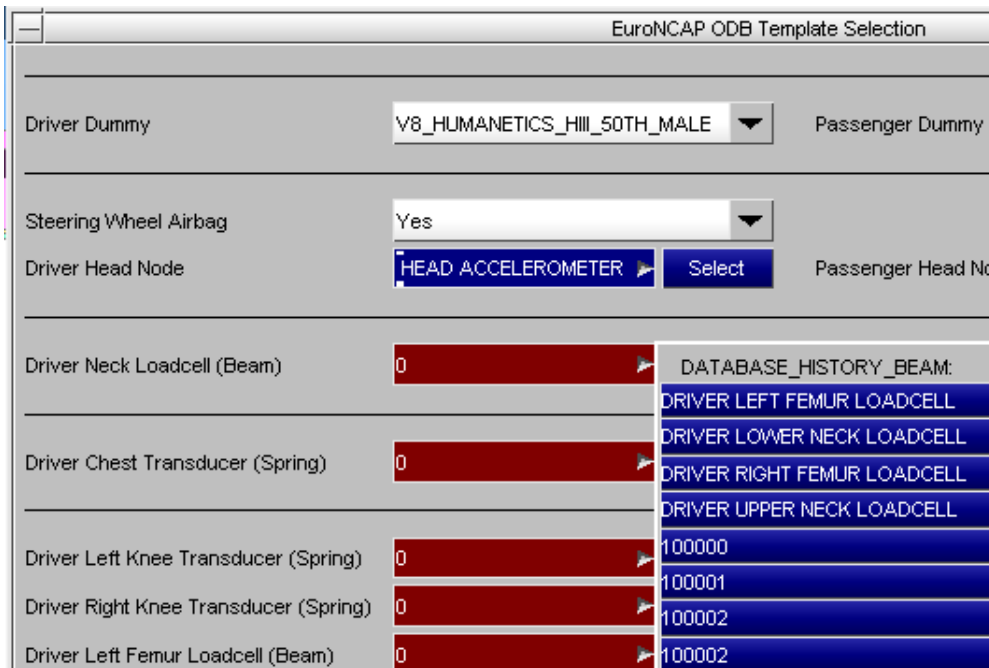 EuroNCAP ODB Template Selection
Driver Dummy V8_HUMANETICS_HIII_50TH_MALE Passenger Dummy
Steering Wheel Airbag Yes
Driver Head Node HEAD ACCELEROMETER Select Passenger Head No
Driver Neck Loadcell (Beam) 0 DATABASE_HISTORY_BEAM:
DRIVER LEFT FEMUR LOADCELL
DRIVER LOWER NECK LOADCELL
Driver Chest Transducer (Spring) 0 DRIVER RIGHT FEMUR LOADCELL
DRIVER UPPER NECK LOADCELL
Driver Left Knee Transducer (Spring) 0 100000
100001
Driver Right Knee Transducer (Spring) 0 100002
Driver Left Femur Loadcell (Beam) 0 100002